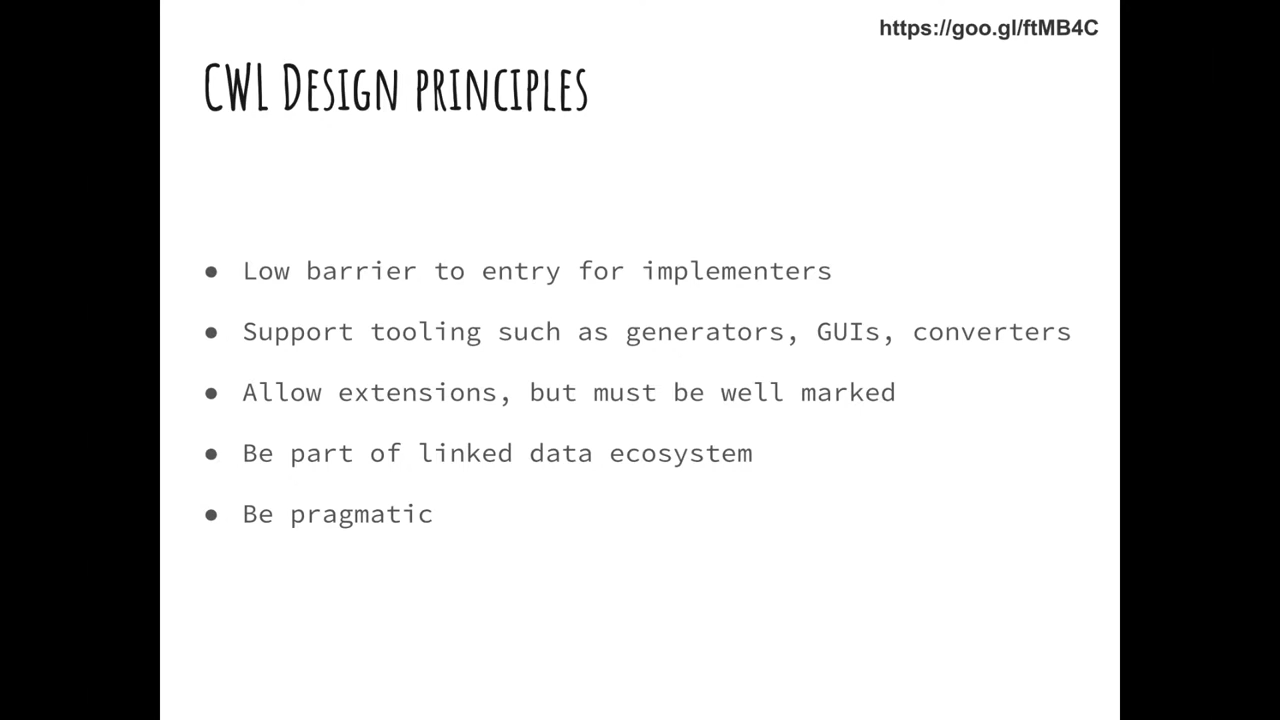 https://goo.gl/ftMB4C
CWL Design principles
● Low barrier to entry for implementers
● Support tooling such as generators, GUIs, converters
● Allow extensions, but must be well marked
● Be part of linked data ecosystem
● Be pragmatic